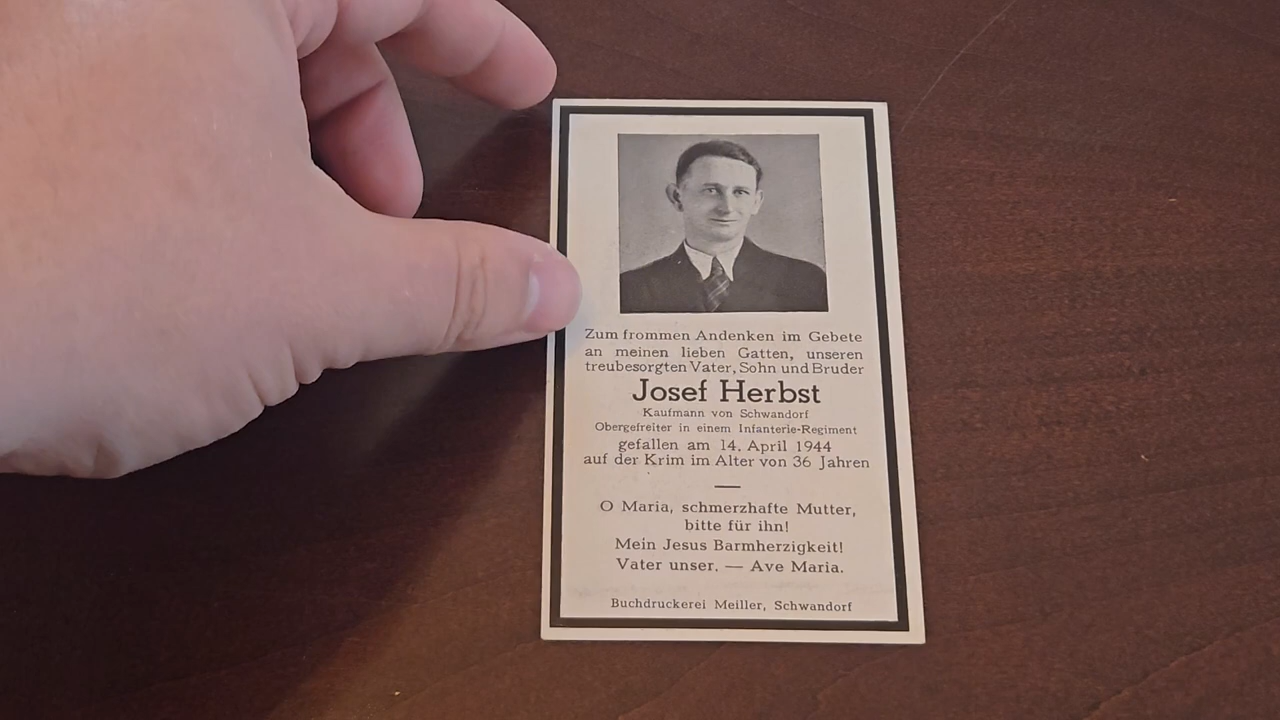 Zum frommen Andenken im Gebete
an meinen lieben Gatten, unseren
treubesorgten Vater, Sohn und Bruder
Josef Herbst
Kaufmann von Schwandorf
Obergefreiter in einem Infanterie-Regiment
gefallen am 14. April 1944
auf der Krim im Alter von 36 Jahren
—
O Maria, schmerzhafte Mutter,
bitte für ihn!
Mein Jesus Barmherzigkeit!
Vater unser. — Ave Maria.
Buchdruckerei Meiller, Schwandorf